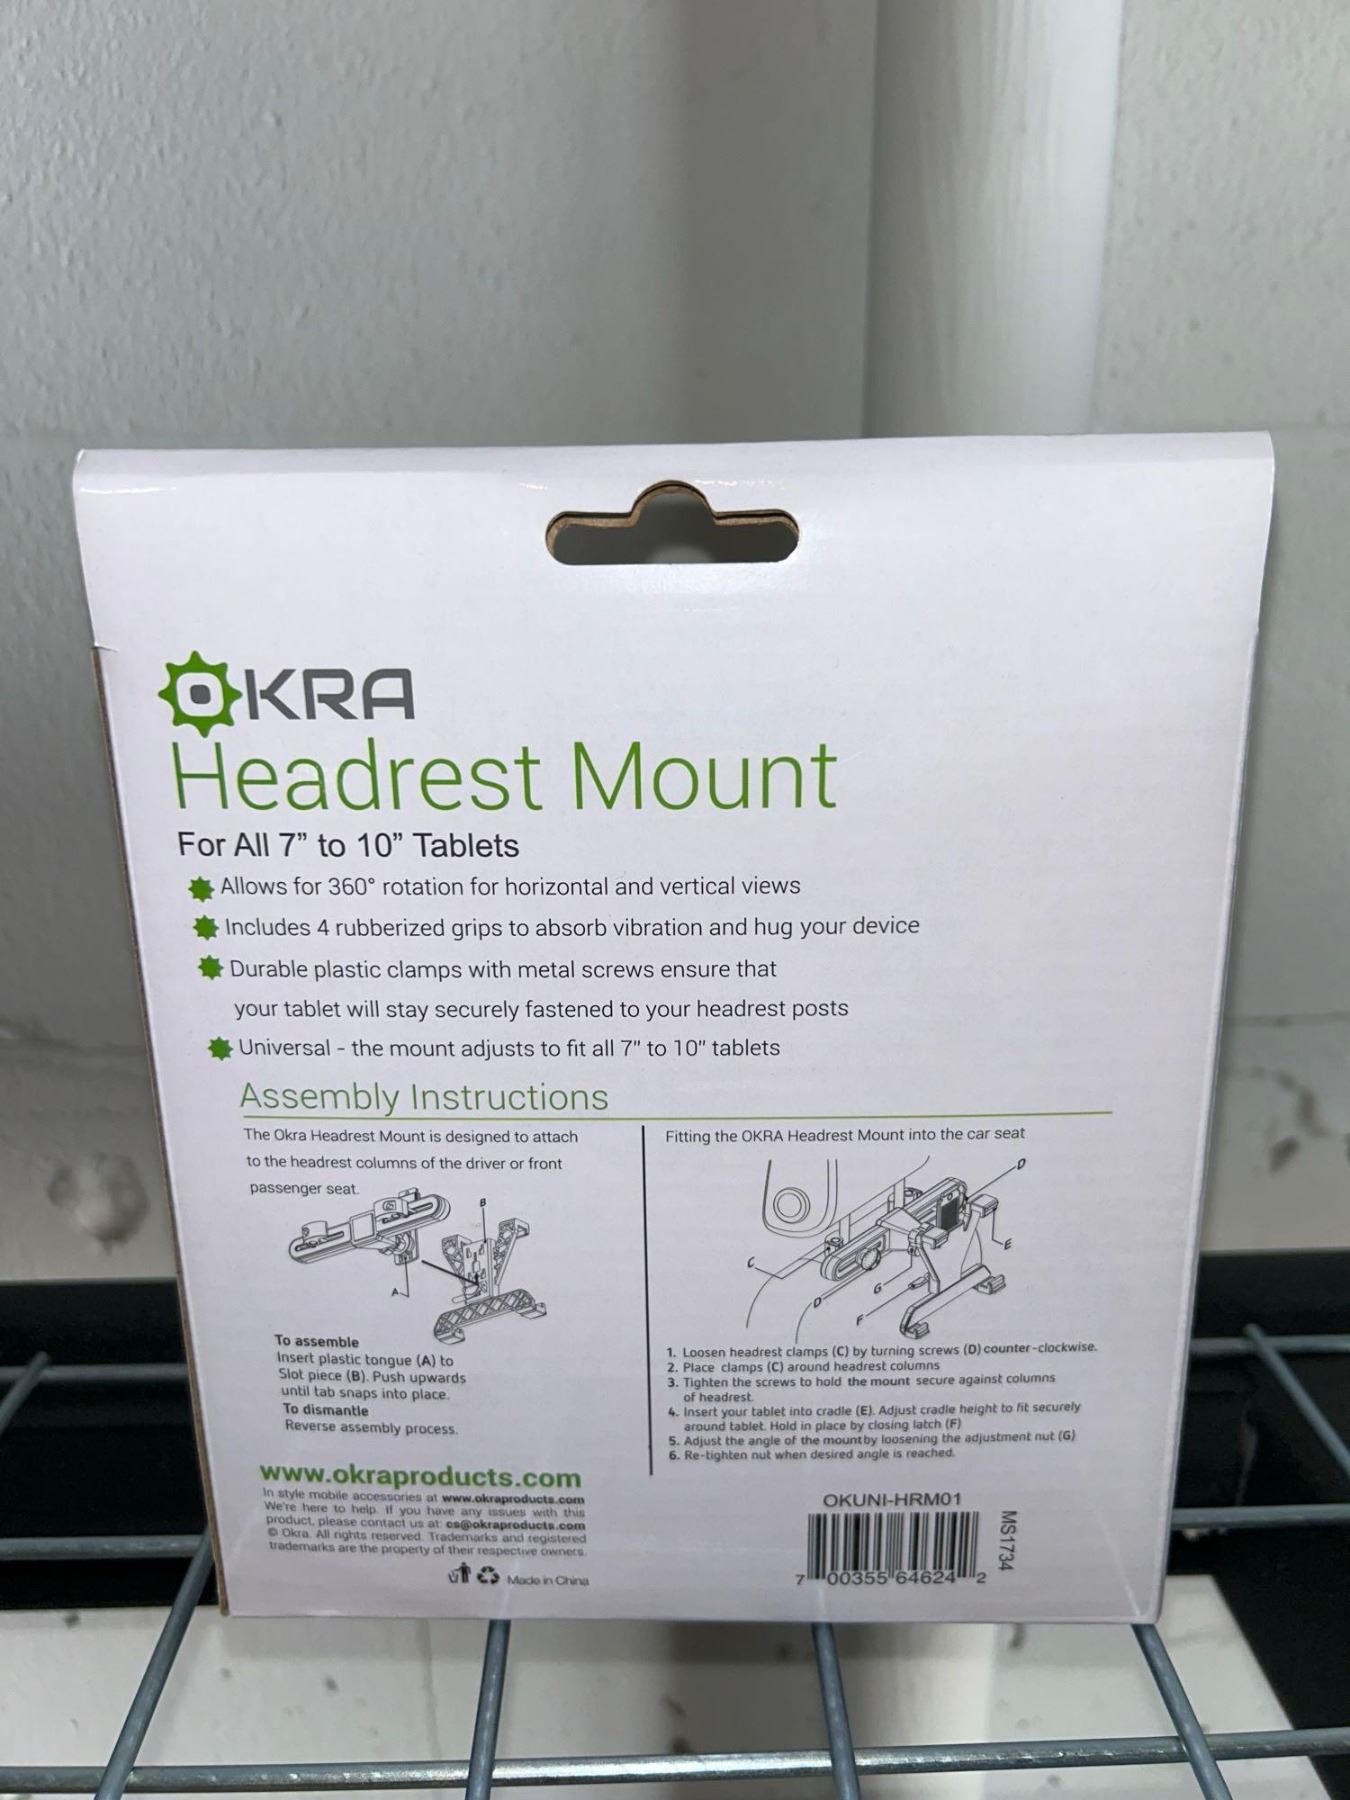 OKRA
Headrest Mount
For All 7” to 10” Tablets
Allows for 360° rotation for horizontal and vertical views
Includes 4 rubberized grips to absorb vibration and hug your device
Durable plastic clamps with metal screws ensure that
your tablet will stay securely fastened to your headrest posts
Universal - the mount adjusts to fit all 7" to 10" tablets
Assembly Instructions
The Okra Headrest Mount is designed to attach
to the headrest columns of the driver or front
passenger seat.
B
A
To assemble
Insert plastic tongue (A) to
Slot piece (B). Push upwards
until tab snaps into place.
To dismantle
Reverse assembly process.
Fitting the OKRA Headrest Mount into the car seat
D
E
C
G
D
F
1. Loosen headrest clamps (C) by turning screws (D) counter-clockwise.
2. Place clamps (C) around headrest columns
3. Tighten the screws to hold the mount secure against columns
of headrest.
4. Insert your tablet into cradle (E). Adjust cradle height to fit securely
around tablet. Hold in place by closing latch (F)
5. Adjust the angle of the mount by loosening the adjustment nut (G)
6. Re-tighten nut when desired angle is reached.
www.okraproducts.com
In style mobile accessories at www.okraproducts.com
We're here to help. If you have any issues with this
product, please contact us at: cs@okraproducts.com
© Okra. All rights reserved. Trademarks and registered
trademarks are the property of their respective owners.
Made in China
OKUNI-HRM01
7 00355 64624 2
MS1734